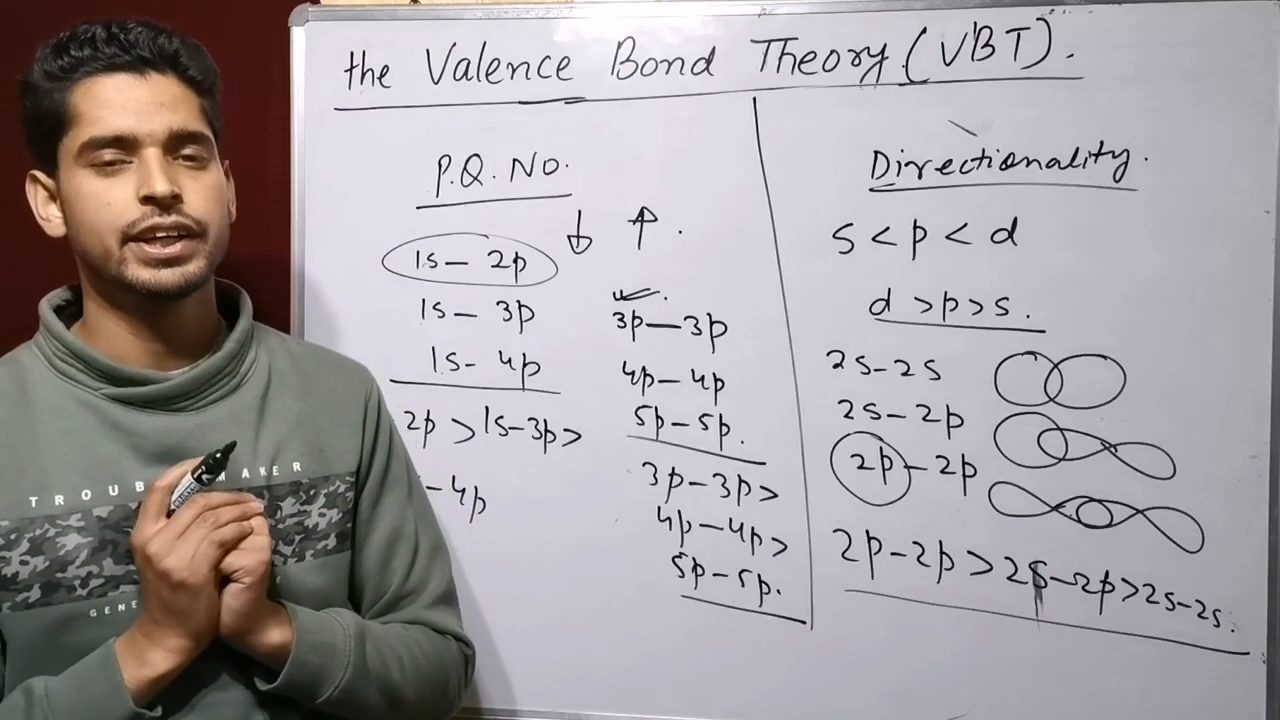 the Valence Bond Theory (VBT).
P.Q. No.
↓ ↑.
1s – 2p
1s – 3p
1s – 4p
2p > 1s–3p >
–4p
3p–3p
4p–4p
5p–5p.
3p–3p >
4p–4p >
5p–5p.
Directionality.
s < p < d
d > p > s.
2s–2s
2s–2p
2p–2p
2p–2p > 2s–2p > 2s–2s.
TROUB MAKER
GENE